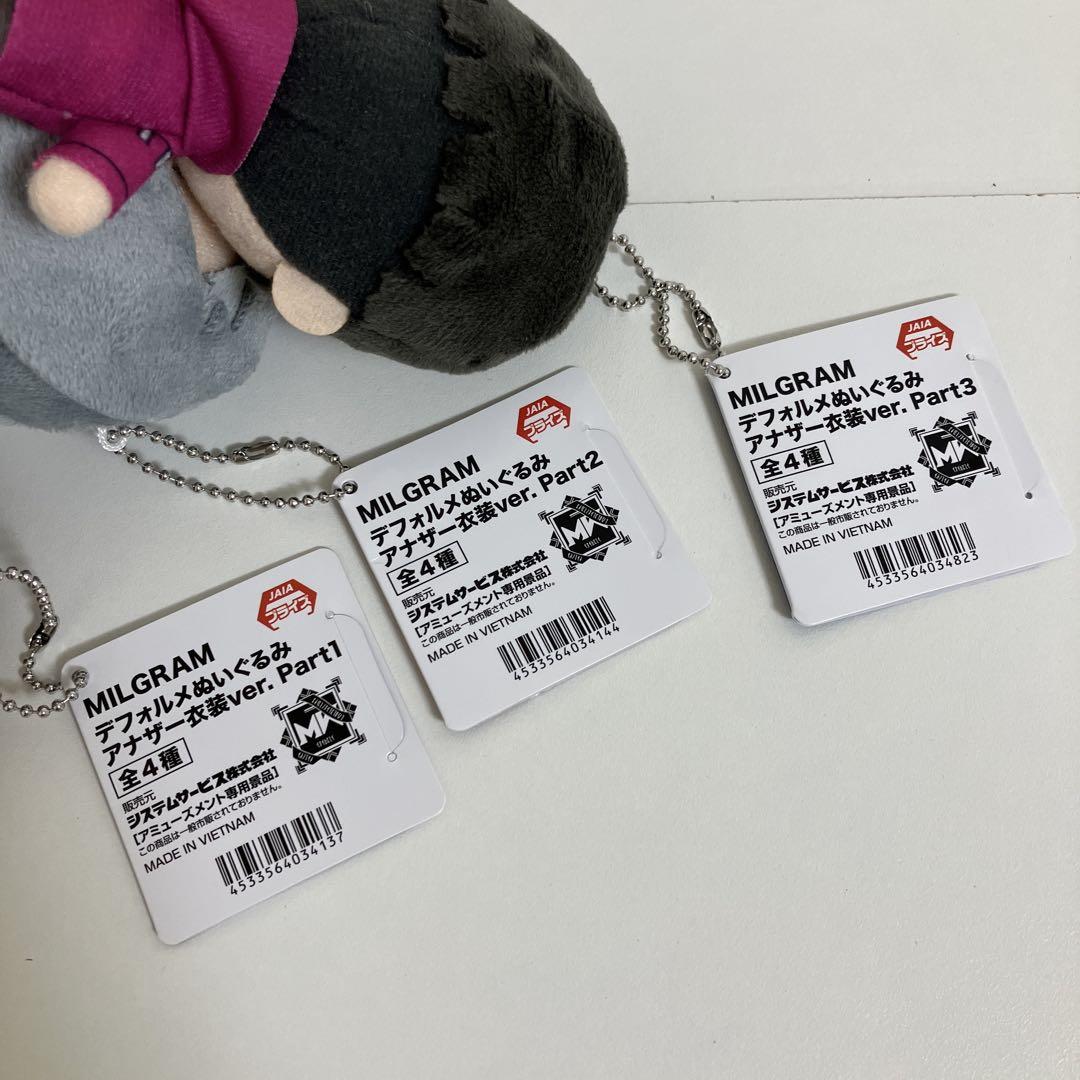 JAIA
プライズ
MILGRAM
デフォルメぬいぐるみ
アナザー衣装ver. Part1
全4種
販売元
システムサービス株式会社
[アミューズメント専用景品]
この商品は一般市販されておりません。
MADE IN VIETNAM
4533564034137
JAIA
プライズ
MILGRAM
デフォルメぬいぐるみ
アナザー衣装ver. Part2
全4種
販売元
システムサービス株式会社
[アミューズメント専用景品]
この商品は一般市販されておりません。
MADE IN VIETNAM
4533564034144
JAIA
プライズ
MILGRAM
デフォルメぬいぐるみ
アナザー衣装ver. Part3
全4種
販売元
システムサービス株式会社
[アミューズメント専用景品]
この商品は一般市販されておりません。
MADE IN VIETNAM
4533564034823